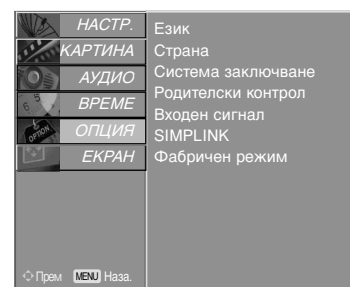 НАСТР.
КАРТИНА
АУДИО
ВРЕМЕ
ОПЦИЯ
ЕКРАН
Език
Страна
Система заключване
Родителски контрол
Входен сигнал
SIMPLINK
Фабричен режим
Прем MENU Наза.